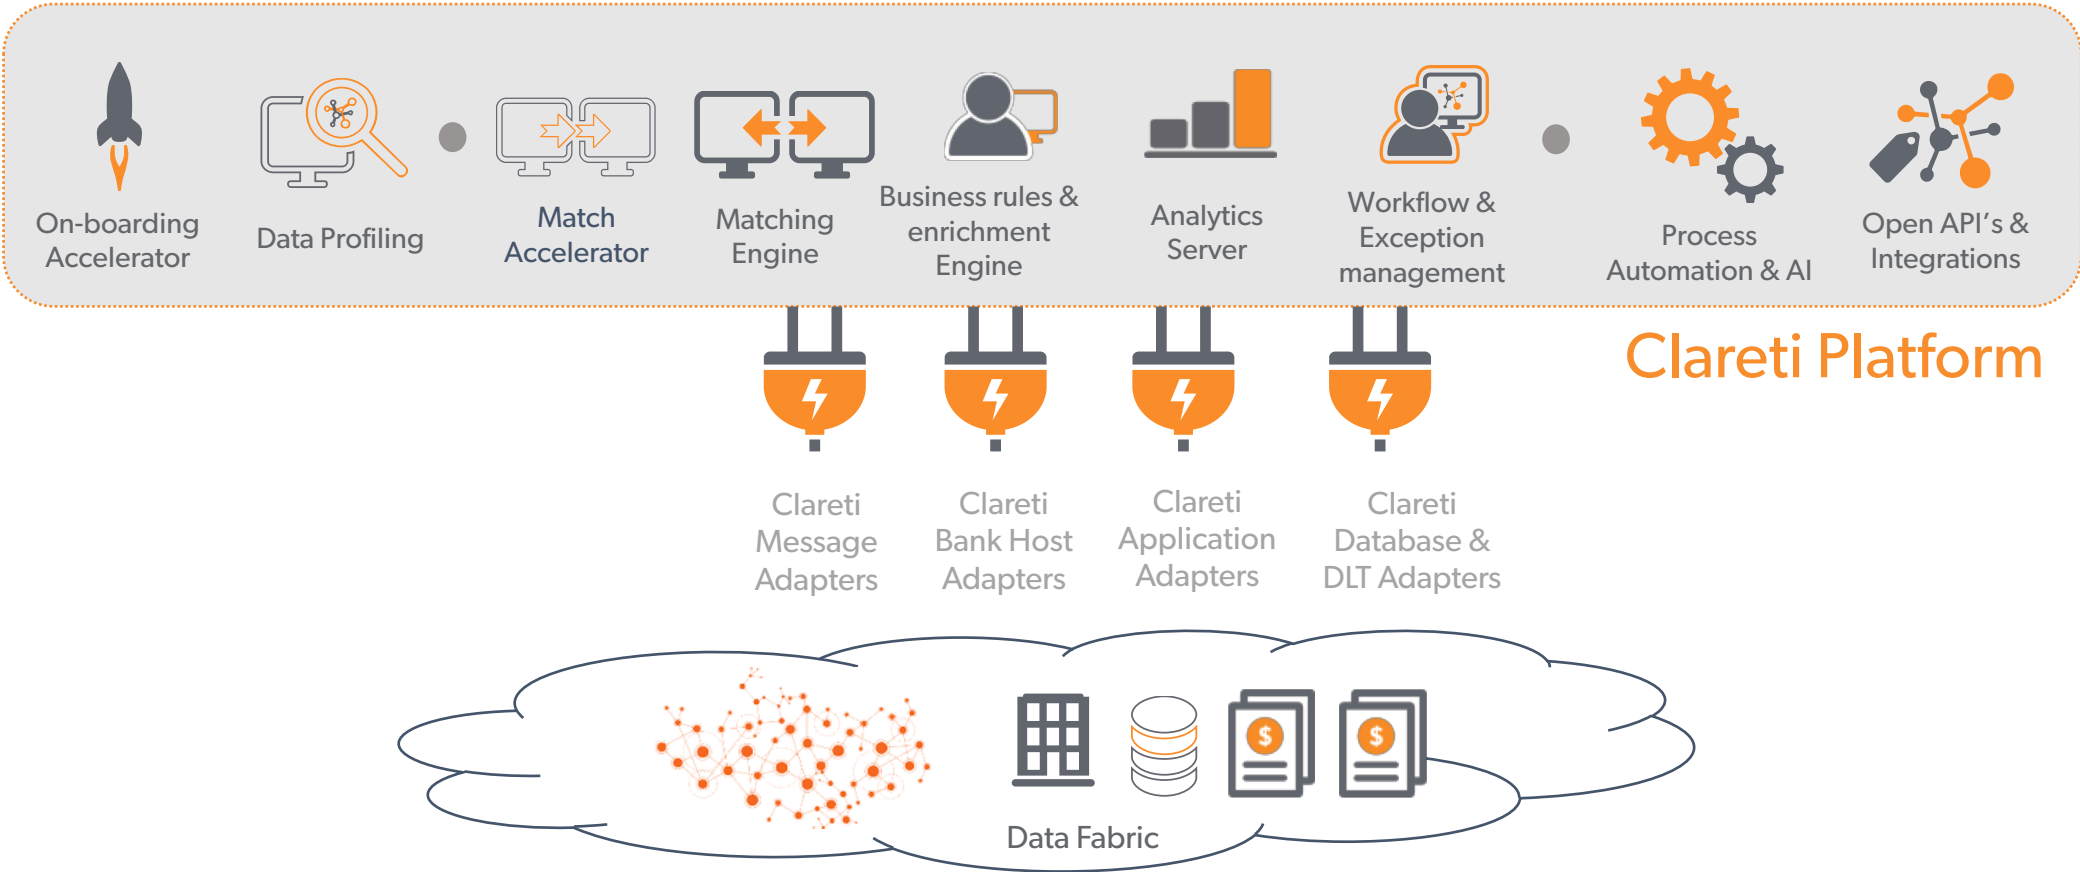 On-boarding
Accelerator
Data Profiling
Match
Accelerator
Matching
Engine
Business rules &
enrichment
Engine
Analytics
Server
Workflow &
Exception
management
Process
Automation & AI
Open API's &
Integrations
Clareti Platform
Clareti
Message
Adapters
Clareti
Bank Host
Adapters
Clareti
Application
Adapters
Clareti
Database &
DLT Adapters
$
$
Data Fabric